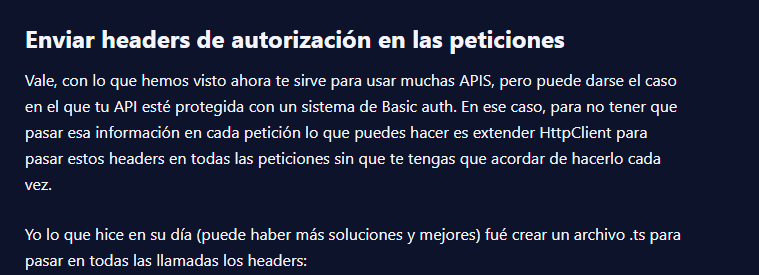 Enviar headers de autorización en las peticiones
Vale, con lo que hemos visto ahora te sirve para usar muchas APIS, pero puede darse el caso
en el que tu API esté protegida con un sistema de Basic auth. En ese caso, para no tener que
pasar esa información en cada petición lo que puedes hacer es extender HttpClient para
pasar estos headers en todas las peticiones sin que te tengas que acordar de hacerlo cada
vez.
Yo lo que hice en su día (puede haber más soluciones y mejores) fué crear un archivo .ts para
pasar en todas las llamadas los headers: